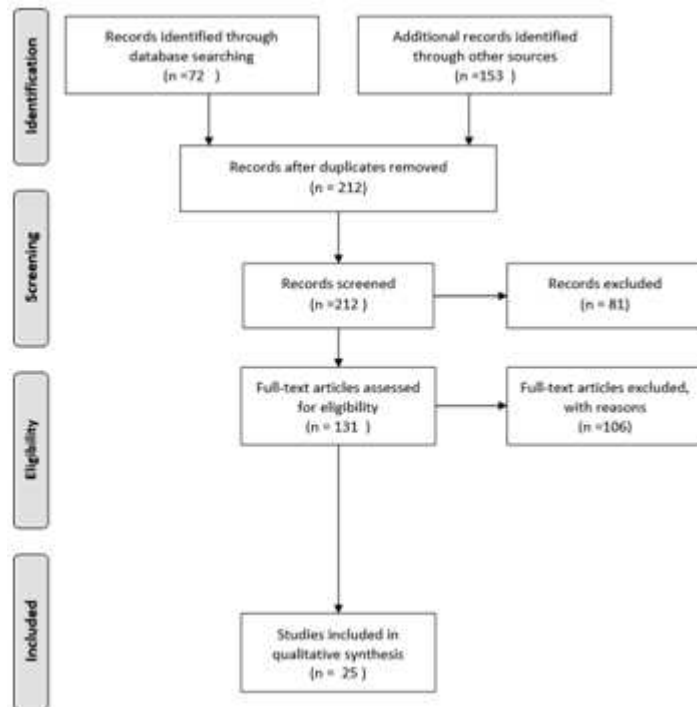 Identification
Records identified through
database searching
(n =72   )
Additional records identified
through other sources
(n =153  )
Records after duplicates removed
(n = 212)
Screening
Records screened
(n =212 )
Records excluded
(n = 81)
Eligibility
Full-text articles assessed
for eligibility
(n = 131  )
Full-text articles excluded,
with reasons
(n =106)
Included
Studies included in
qualitative synthesis
(n =  25 )